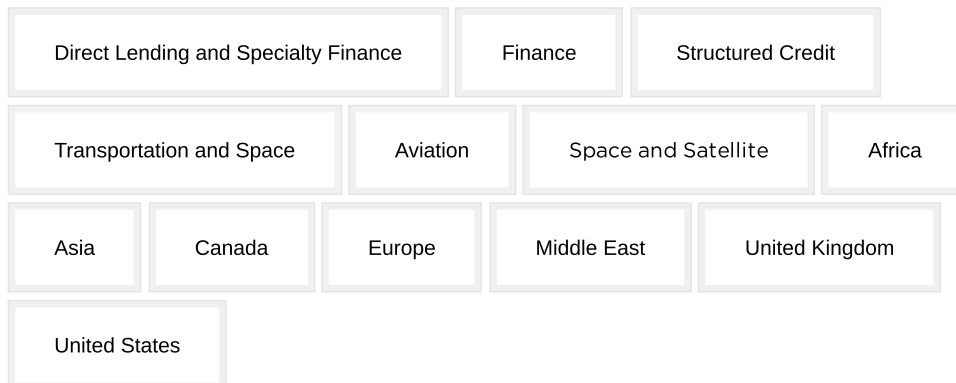 Direct Lending and Specialty Finance Finance Structured Credit
Transportation and Space Aviation Space and Satellite Africa
Asia Canada Europe Middle East United Kingdom
United States